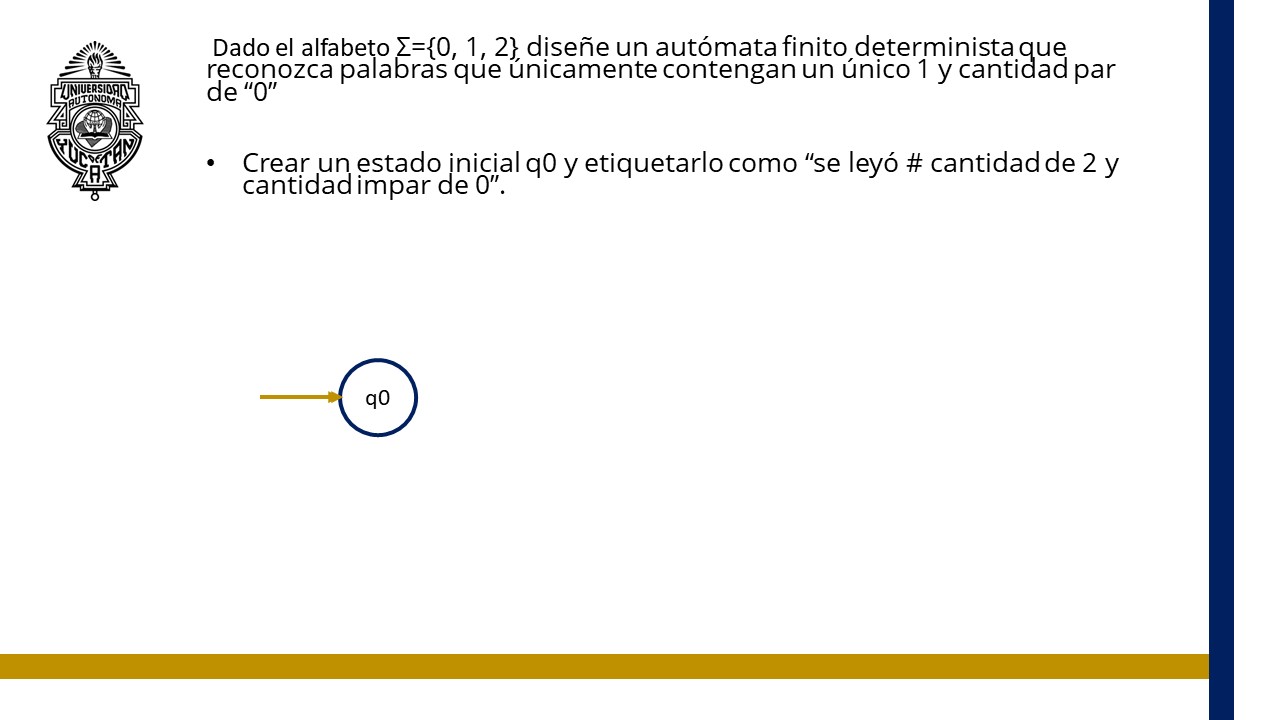 Dado el alfabeto Σ={0, 1, 2} diseñe un autómata finito determinista que
reconozca palabras que únicamente contengan un único 1 y cantidad par
de “0”
• Crear un estado inicial q0 y etiquetarlo como “se leyó # cantidad de 2 y
cantidad impar de 0”.
UNIVERSIDAD
AUTONOMA
YUCATAN
q0